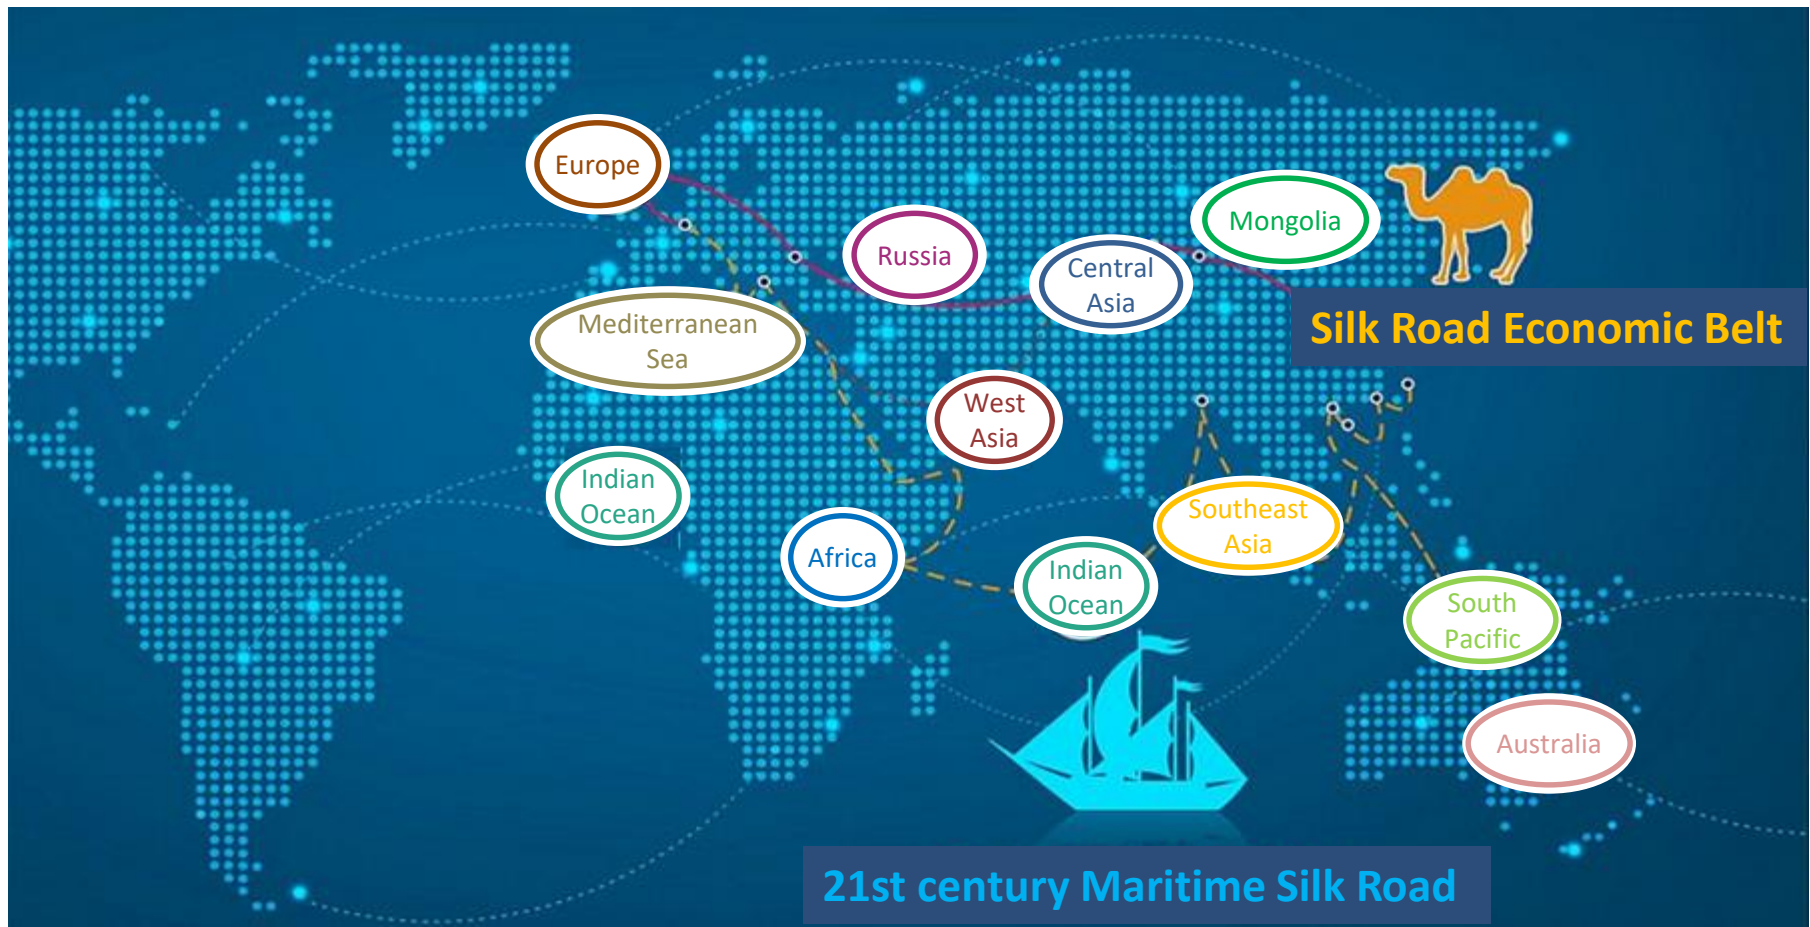 Europe
Mongolia
Russia
Central
Asia
Silk Road Economic Belt
Mediterranean
Sea
West
Asia
Indian
Ocean
Southeast
Asia
Africa
Indian
Ocean
South
Pacific
Australia
21st century Maritime Silk Road